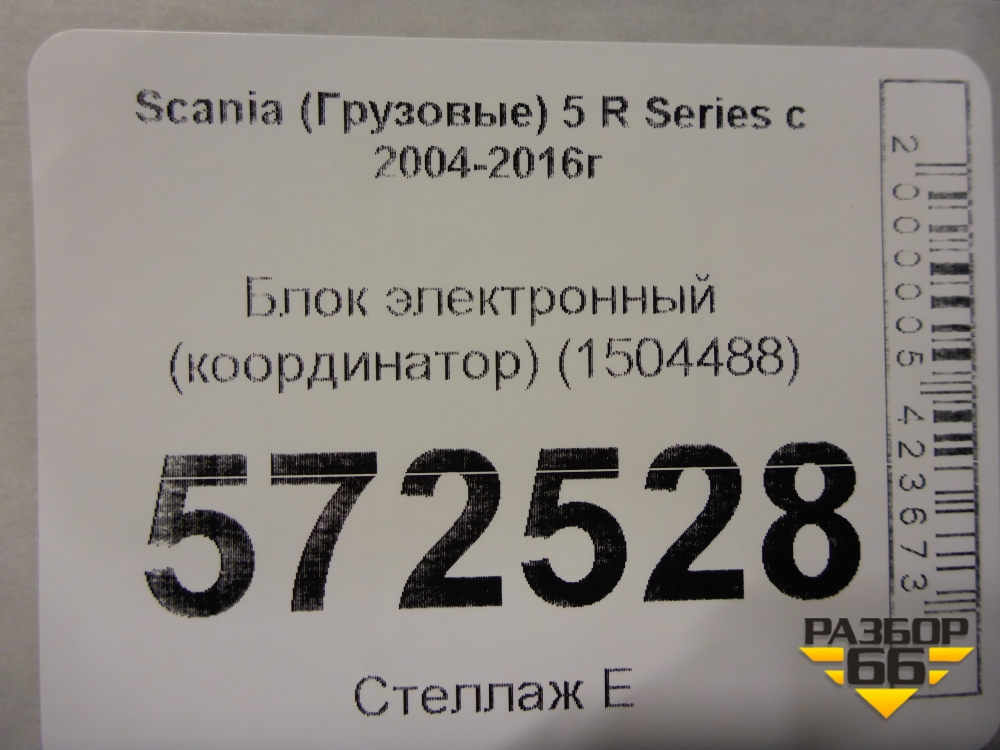 Scania (Грузовые) 5 R Series с
2004-2016г
Блок электронный
(координатор) (1504488)
572528
Стеллаж Е
2000005423673
РАЗБОР
66